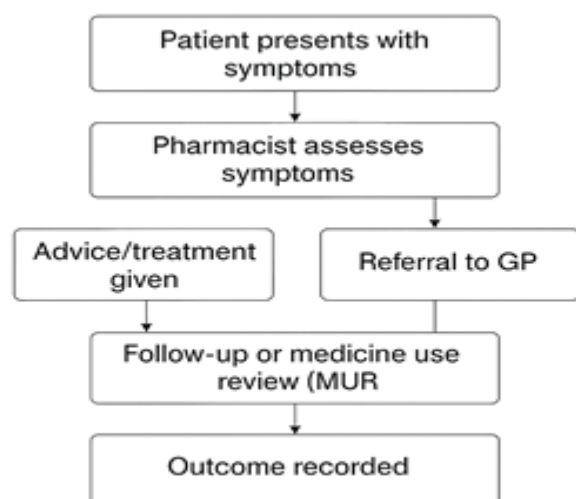 Patient presents with
symptoms
Pharmacist assesses
symptoms
Advice/treatment
given
Referral to GP
Follow-up or medicine use
review (MUR
Outcome recorded